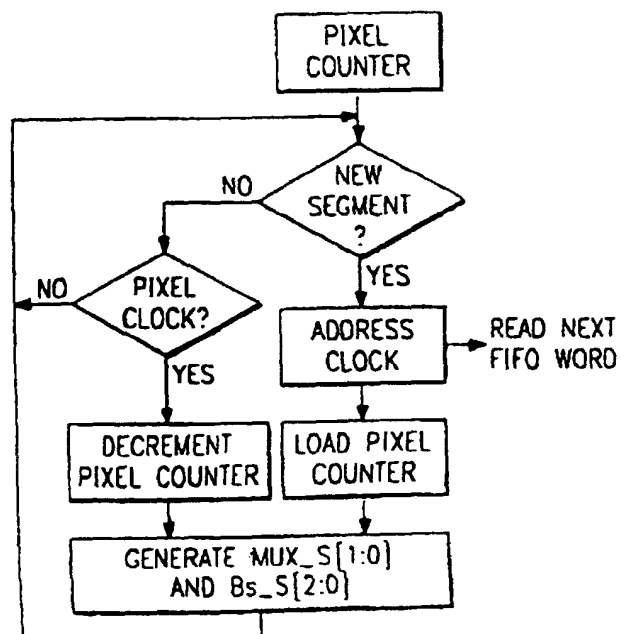 PIXEL
COUNTER
NEW
SEGMENT
?
NO
YES
PIXEL
CLOCK?
NO
YES
ADDRESS
CLOCK
READ NEXT
FIFO WORD
DECREMENT
PIXEL COUNTER
LOAD PIXEL
COUNTER
GENERATE MUX_S[1:0]
AND Bs_S[2:0]